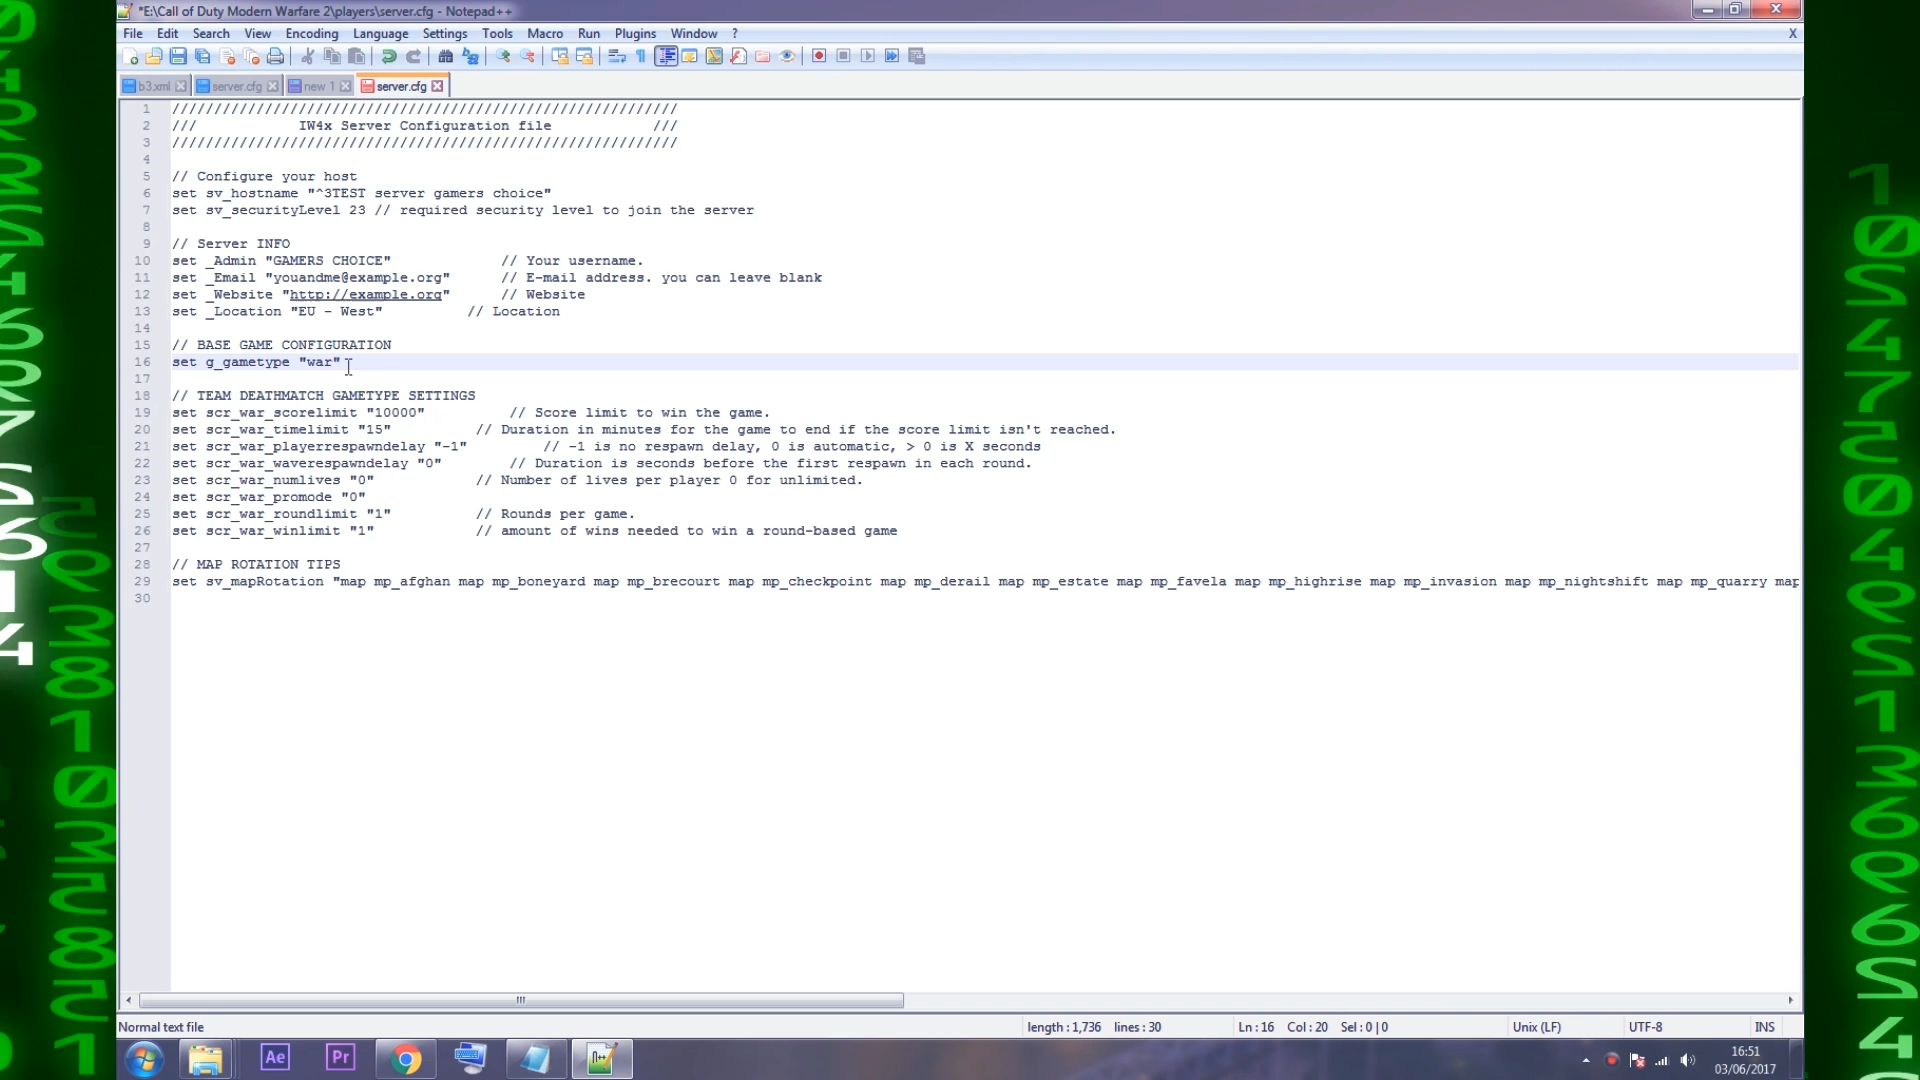 *E:\Call of Duty Modern Warfare 2\players\server.cfg - Notepad++
File Edit Search View Encoding Language Settings Tools Macro Run Plugins Window ? X
b3.xml server.cfg new 1 server.cfg
1 ////////////////////////////////////////////////////////////
2 /// IW4x Server Configuration file ///
3 ////////////////////////////////////////////////////////////
4
5 // Configure your host
6 set sv_hostname "^3TEST server gamers choice"
7 set sv_securityLevel 23 // required security level to join the server
8
9 // Server INFO
10 set _Admin "GAMERS CHOICE" // Your username.
11 set _Email "youandme@example.org" // E-mail address. you can leave blank
12 set _Website "http://example.org" // Website
13 set _Location "EU - West" // Location
14
15 // BASE GAME CONFIGURATION
16 set g_gametype "war"
17
18 // TEAM DEATHMATCH GAMETYPE SETTINGS
19 set scr_war_scorelimit "10000" // Score limit to win the game.
20 set scr_war_timelimit "15" // Duration in minutes for the game to end if the score limit isn't reached.
21 set scr_war_playerrespawndelay "-1" // -1 is no respawn delay, 0 is automatic, > 0 is X seconds
22 set scr_war_waverespawndelay "0" // Duration is seconds before the first respawn in each round.
23 set scr_war_numlives "0" // Number of lives per player 0 for unlimited.
24 set scr_war_promode "0"
25 set scr_war_roundlimit "1" // Rounds per game.
26 set scr_war_winlimit "1" // amount of wins needed to win a round-based game
27
28 // MAP ROTATION TIPS
29 set sv_mapRotation "map mp_afghan map mp_boneyard map mp_brecourt map mp_checkpoint map mp_derail map mp_estate map mp_favela map mp_highrise map mp_invasion map mp_nightshift map mp_quarry map
30
Normal text file length : 1,736 lines : 30 Ln : 16 Col : 20 Sel : 0 | 0 Unix (LF) UTF-8 INS
Ae Pr
16:51
03/06/2017